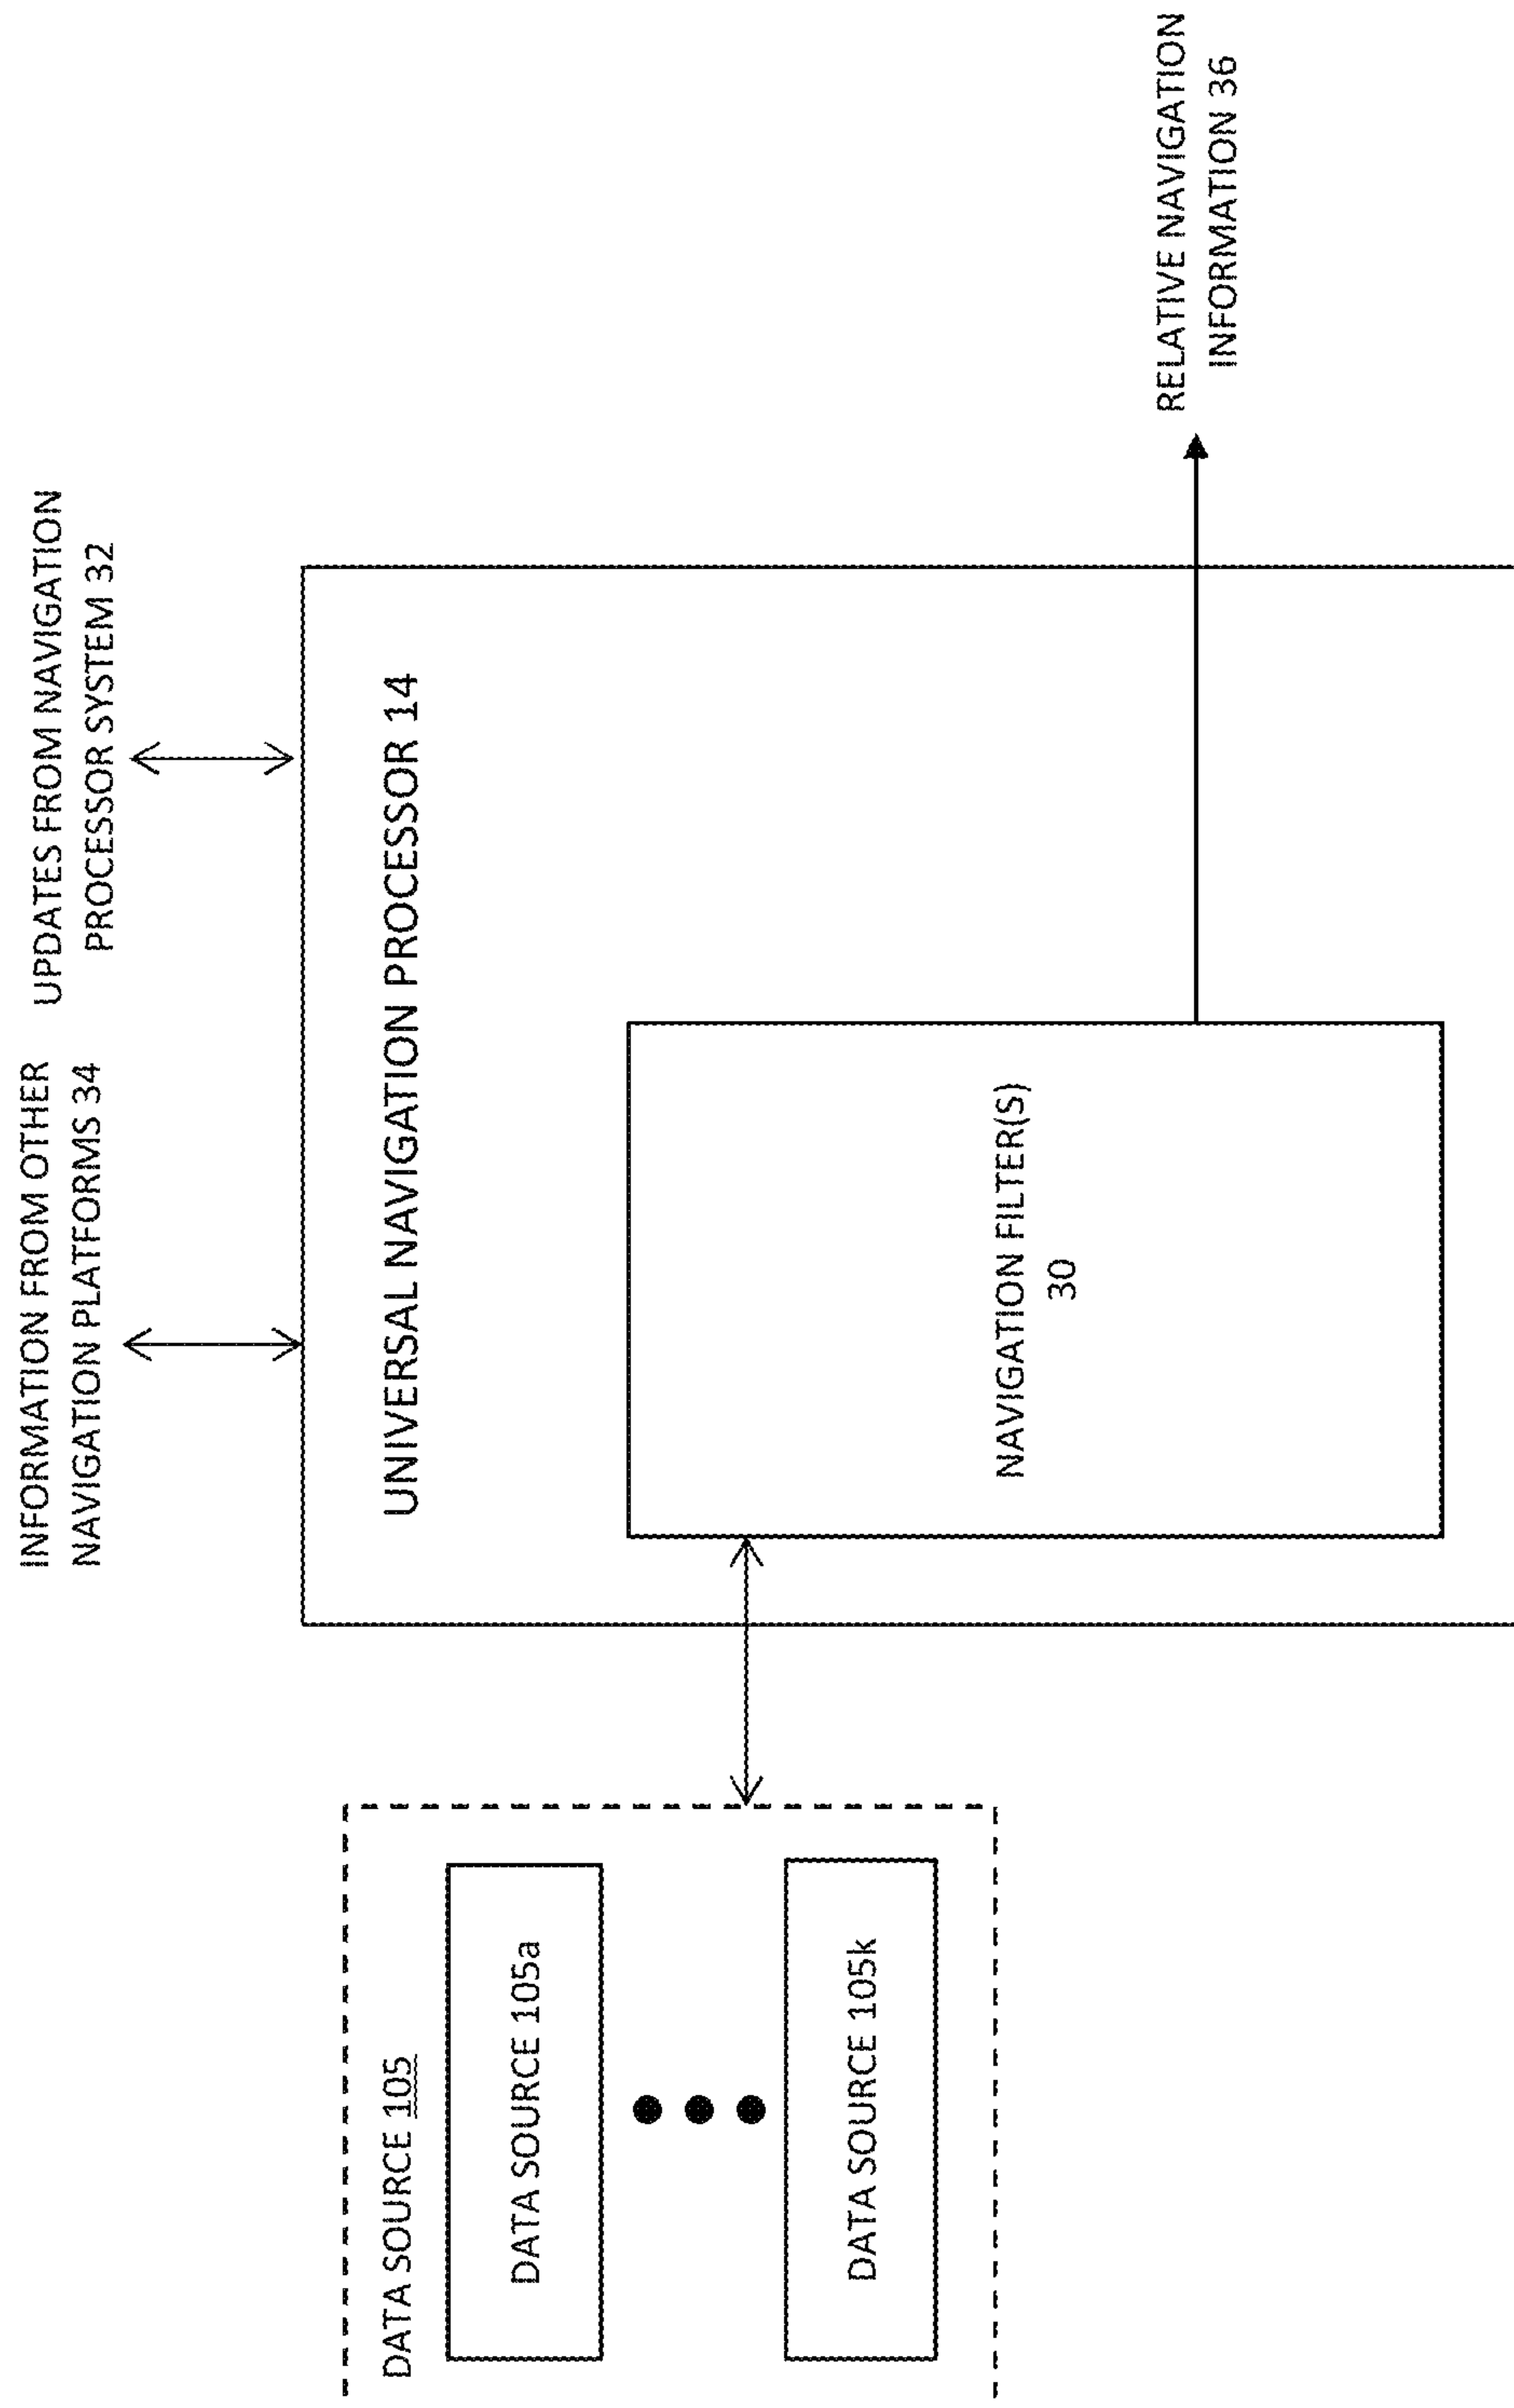 INFORMATION FROM OTHER
NAVIGATION PLATFORMS 34
UPDATES FROM NAVIGATION
PROCESSOR SYSTEM 32
DATA SOURCE 105
DATA SOURCE 105a
DATA SOURCE 105k
UNIVERSAL NAVIGATION PROCESSOR 14
NAVIGATION FILTER(S)
30
RELATIVE NAVIGATION
INFORMATION 36